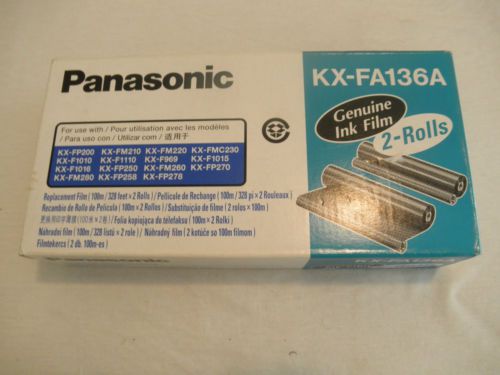 Panasonic
KX-FA136A
Genuine
Ink Film
2-Rolls
For use with / Pour utilisation avec les modèles
/ Para uso con / Utilizar com / 适用于
KX-FP200 KX-FM210 KX-FM220 KX-FMC230
KX-F1010 KX-F1110 KX-F969 KX-F1015
KX-F1016 KX-FP250 KX-FM260 KX-FP270
KX-FM280 KX-FP258 KX-FP278
Replacement Film (100m/328 feet×2 Rolls) / Pellicule de Rechange (100m/328 pi×2 Rouleaux)
Recambio de Rollo de Pelicula (100m×2 Rollos) / Substituição de filme (2 rolos×100m)
Folia kopiująca do telefaksu (100m×2 Rolki)
Náhradní film (100m/328 listů×2 role) / Náhradný film (2 kotúče so 100m filmom)
Filmtekercs (2 db. 100m-es)